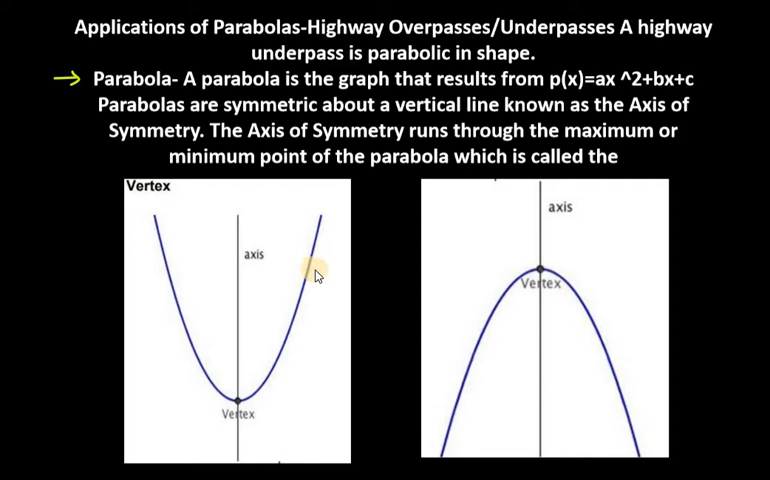 Applications of Parabolas-Highway Overpasses/Underpasses A highway
underpass is parabolic in shape.
Parabola- A parabola is the graph that results from p(x)=ax ^2+bx+c
Parabolas are symmetric about a vertical line known as the Axis of
Symmetry. The Axis of Symmetry runs through the maximum or
minimum point of the parabola which is called the
Vertex
axis
Vertex
axis
Vertex